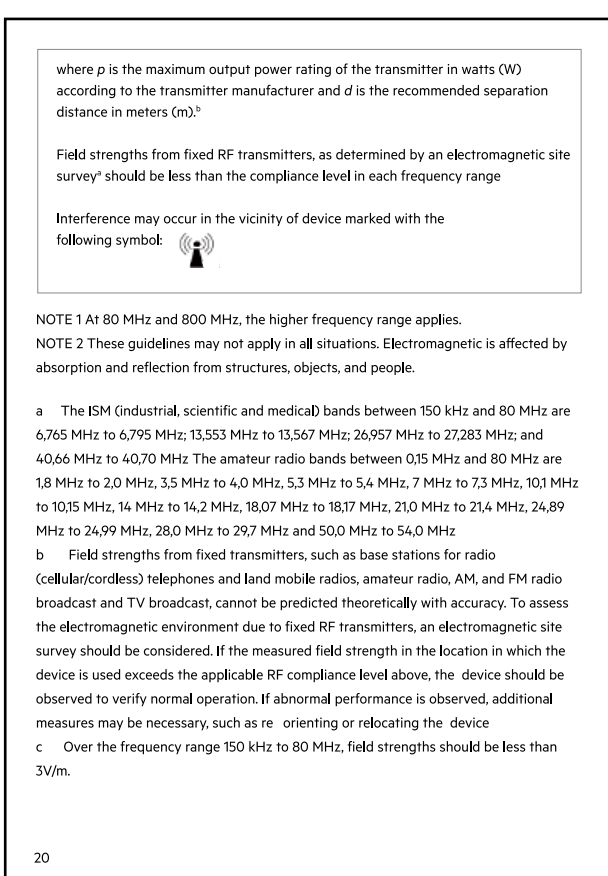 where p is the maximum output power rating of the transmitter in watts (W)
according to the transmitter manufacturer and d is the recommended separation
distance in meters (m).b
Field strengths from fixed RF transmitters, as determined by an electromagnetic site
surveya should be less than the compliance level in each frequency range
Interference may occur in the vicinity of device marked with the
following symbol:
NOTE 1 At 80 MHz and 800 MHz, the higher frequency range applies.
NOTE 2 These guidelines may not apply in all situations. Electromagnetic is affected by
absorption and reflection from structures, objects, and people.
a The ISM (industrial, scientific and medical) bands between 150 kHz and 80 MHz are
6,765 MHz to 6,795 MHz; 13,553 MHz to 13,567 MHz; 26,957 MHz to 27,283 MHz; and
40,66 MHz to 40,70 MHz The amateur radio bands between 0,15 MHz and 80 MHz are
1,8 MHz to 2,0 MHz, 3,5 MHz to 4,0 MHz, 5,3 MHz to 5,4 MHz, 7 MHz to 7,3 MHz, 10,1 MHz
to 10,15 MHz, 14 MHz to 14,2 MHz, 18,07 MHz to 18,17 MHz, 21,0 MHz to 21,4 MHz, 24,89
MHz to 24,99 MHz, 28,0 MHz to 29,7 MHz and 50,0 MHz to 54,0 MHz
b Field strengths from fixed transmitters, such as base stations for radio
(cellular/cordless) telephones and land mobile radios, amateur radio, AM, and FM radio
broadcast and TV broadcast, cannot be predicted theoretically with accuracy. To assess
the electromagnetic environment due to fixed RF transmitters, an electromagnetic site
survey should be considered. If the measured field strength in the location in which the
device is used exceeds the applicable RF compliance level above, the device should be
observed to verify normal operation. If abnormal performance is observed, additional
measures may be necessary, such as re orienting or relocating the device
c Over the frequency range 150 kHz to 80 MHz, field strengths should be less than
3V/m.
20